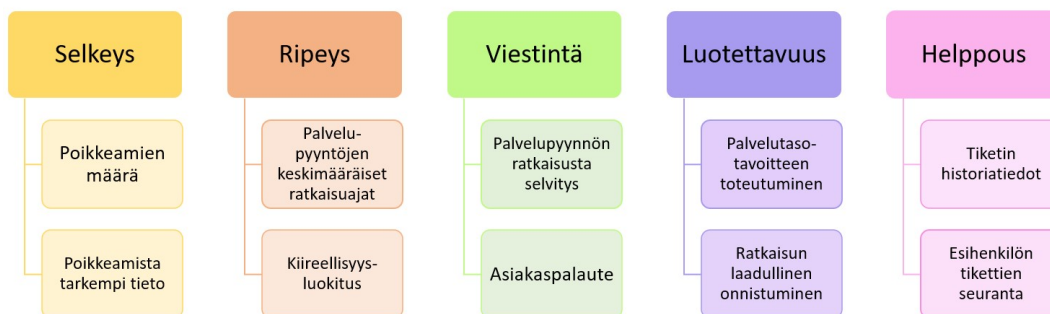 Selkeys
Poikkeamien
määrä
Poikkeamista
tarkempi tieto
Ripeys
Palvelu-
pyyntöjen
keskimääräiset
ratkaisuajat
Kiireellisyys-
luokitus
Viestintä
Palvelupyynnön
ratkaisusta
selvitys
Asiakaspalaute
Luotettavuus
Palvelutaso-
tavoitteen
toteutuminen
Ratkaisun
laadullinen
onnistuminen
Helppous
Tiketin
historiatiedot
Esihenkilön
tikettien
seuranta